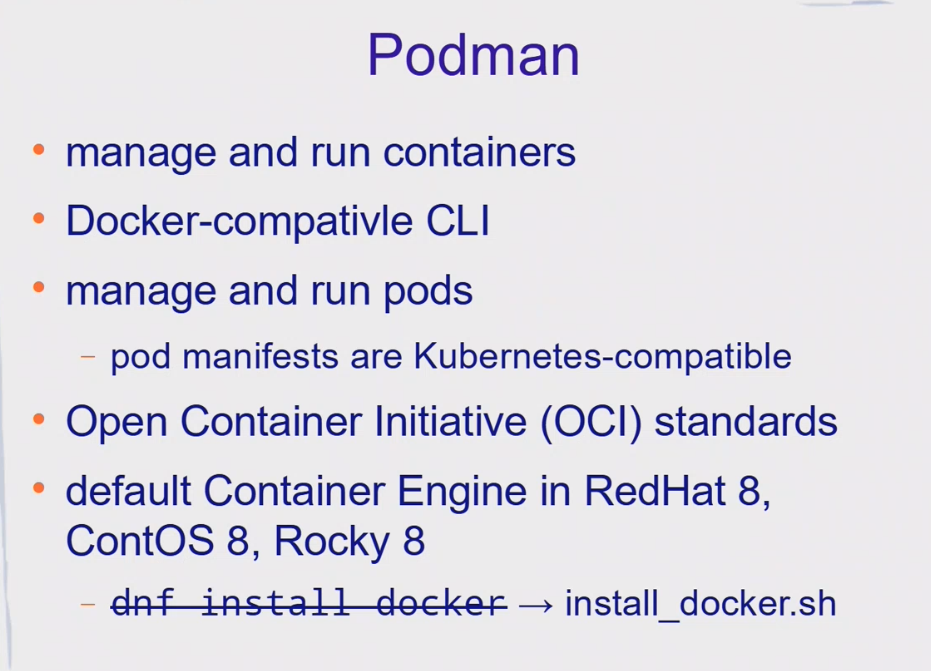 Podman
• manage and run containers
• Docker-compativle CLI
• manage and run pods
– pod manifests are Kubernetes-compatible
• Open Container Initiative (OCI) standards
• default Container Engine in RedHat 8,
ContOS 8, Rocky 8
– dnf install docker → install_docker.sh